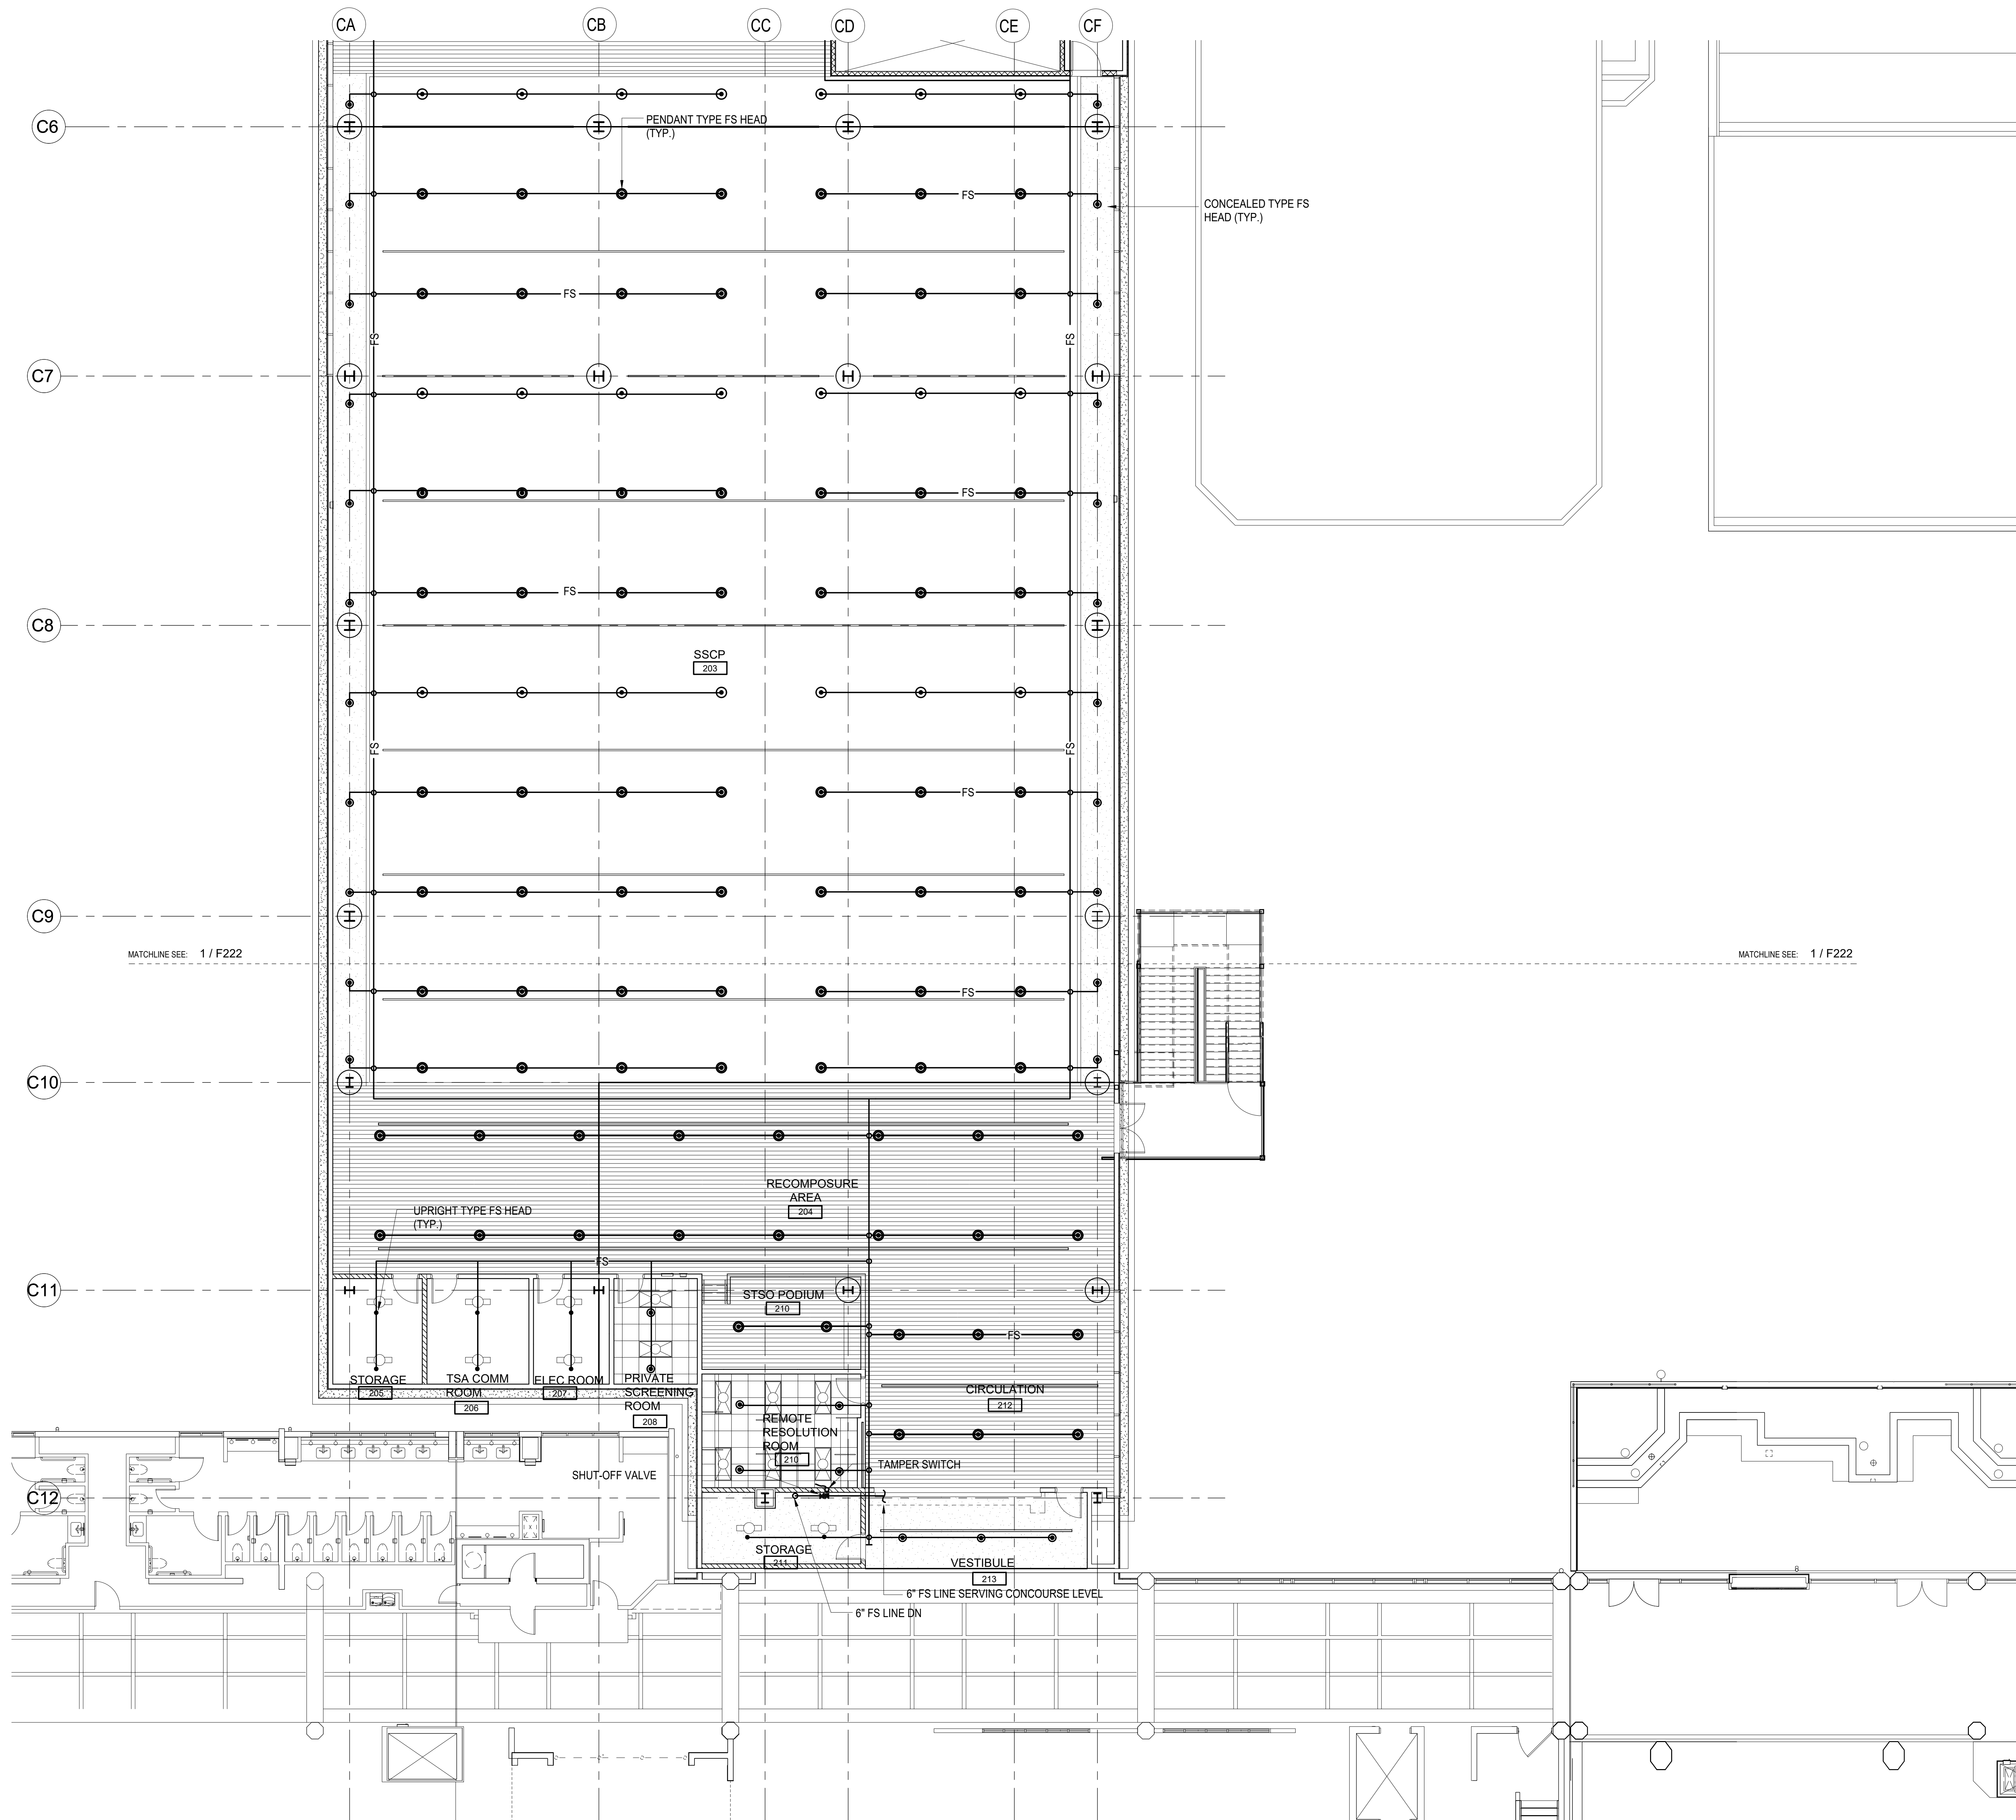 CA
CB
CC
CD
CE
CF
C6
PENDANT TYPE FS HEAD
(TYP.)
FS
CONCEALED TYPE FS
HEAD (TYP.)
FS
FS
FS
C7
FS
FS
C8
SSCP
203
FS
FS
FS
C9
MATCHLINE SEE: 1 / F222
MATCHLINE SEE: 1 / F222
FS
C10
RECOMPOSURE
AREA
204
UPRIGHT TYPE FS HEAD
(TYP.)
FS
C11
STSO PODIUM
210
FS
STORAGE
205
TSA COMM
ROOM
206
ELEC ROOM
207
PRIVATE
SCREENING
ROOM
208
CIRCULATION
212
REMOTE
RESOLUTION
ROOM
210
TAMPER SWITCH
SHUT-OFF VALVE
C12
STORAGE
211
VESTIBULE
213
6" FS LINE SERVING CONCOURSE LEVEL
6" FS LINE DN